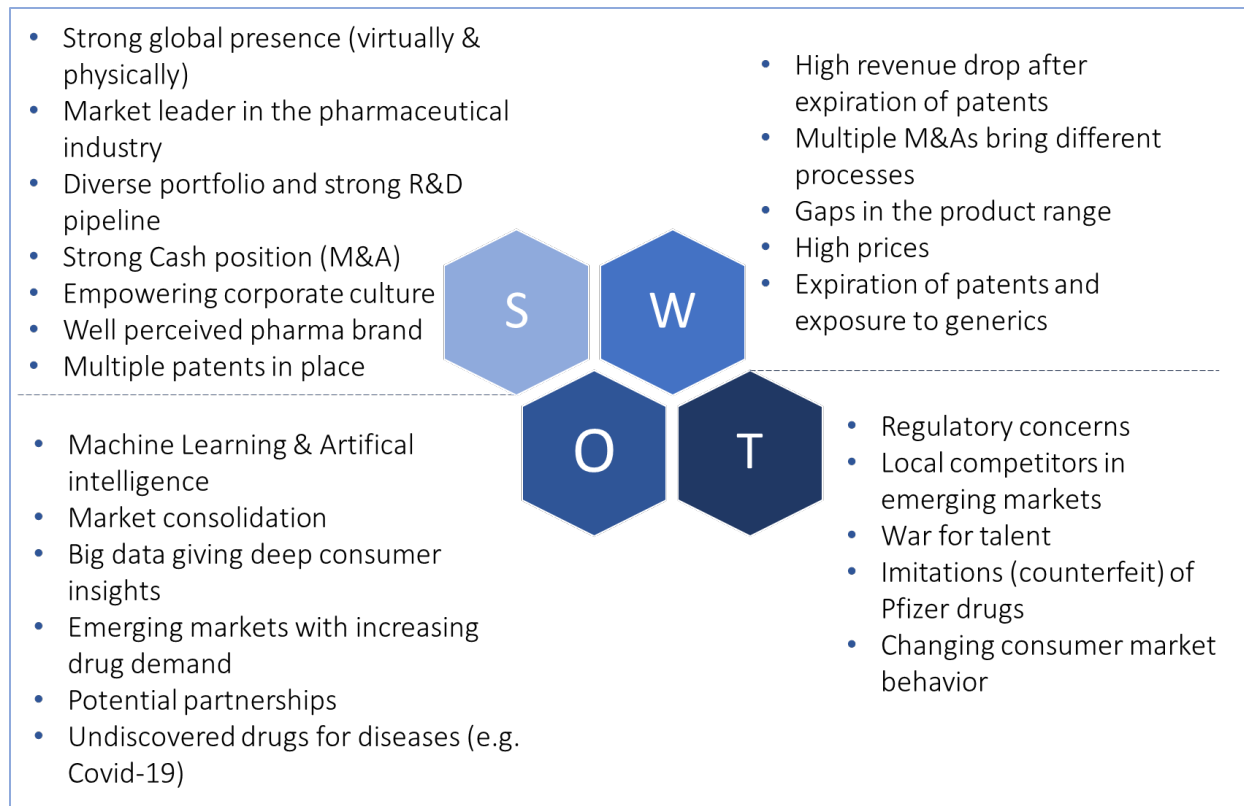 • Strong global presence (virtually &
physically)
• Market leader in the pharmaceutical
industry
• Diverse portfolio and strong R&D
pipeline
• Strong Cash position (M&A)
• Empowering corporate culture
• Well perceived pharma brand
• Multiple patents in place
• High revenue drop after
expiration of patents
• Multiple M&As bring different
processes
• Gaps in the product range
• High prices
• Expiration of patents and
exposure to generics
S
W
O
T
• Machine Learning & Artifical
intelligence
• Market consolidation
• Big data giving deep consumer
insights
• Emerging markets with increasing
drug demand
• Potential partnerships
• Undiscovered drugs for diseases (e.g.
Covid-19)
• Regulatory concerns
• Local competitors in
emerging markets
• War for talent
• Imitations (counterfeit) of
Pfizer drugs
• Changing consumer market
behavior